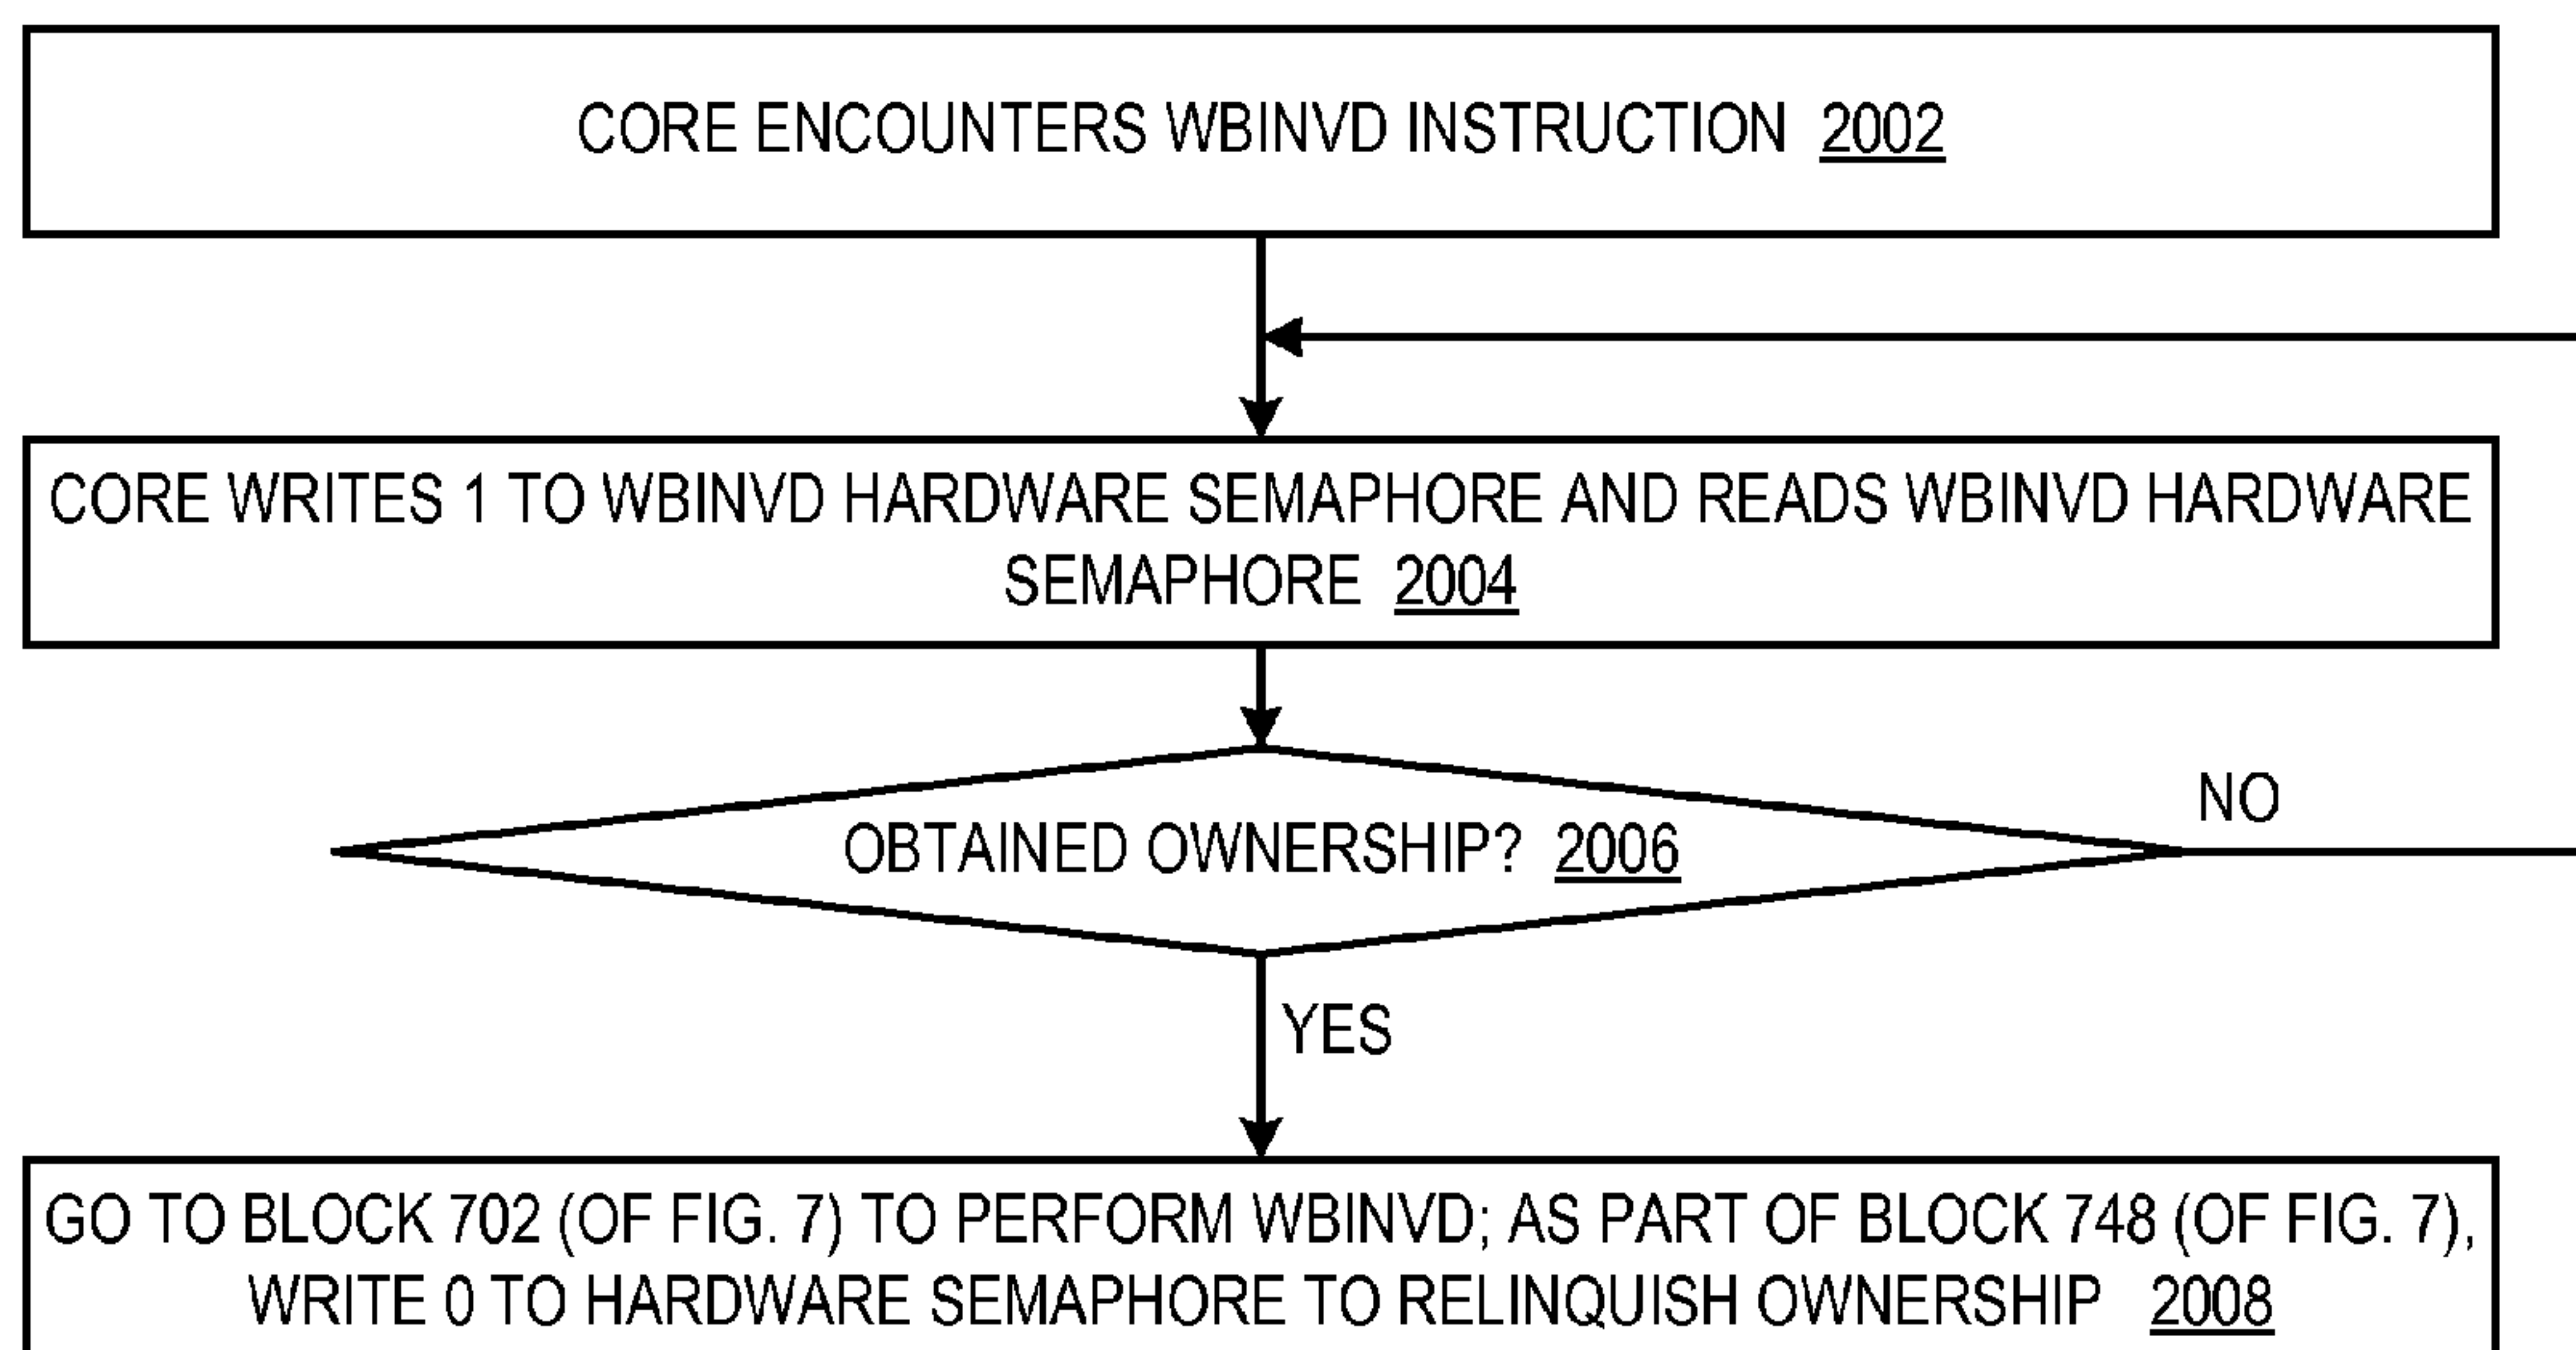 CORE ENCOUNTERS WBINVD INSTRUCTION 2002
CORE WRITES 1 TO WBINVD HARDWARE SEMAPHORE AND READS WBINVD HARDWARE
SEMAPHORE 2004
NO
OBTAINED OWNERSHIP? 2006
YES
GO TO BLOCK 702 (OF FIG. 7) TO PERFORM WBINVD; AS PART OF BLOCK 748 (OF FIG. 7),
WRITE 0 TO HARDWARE SEMAPHORE TO RELINQUISH OWNERSHIP 2008